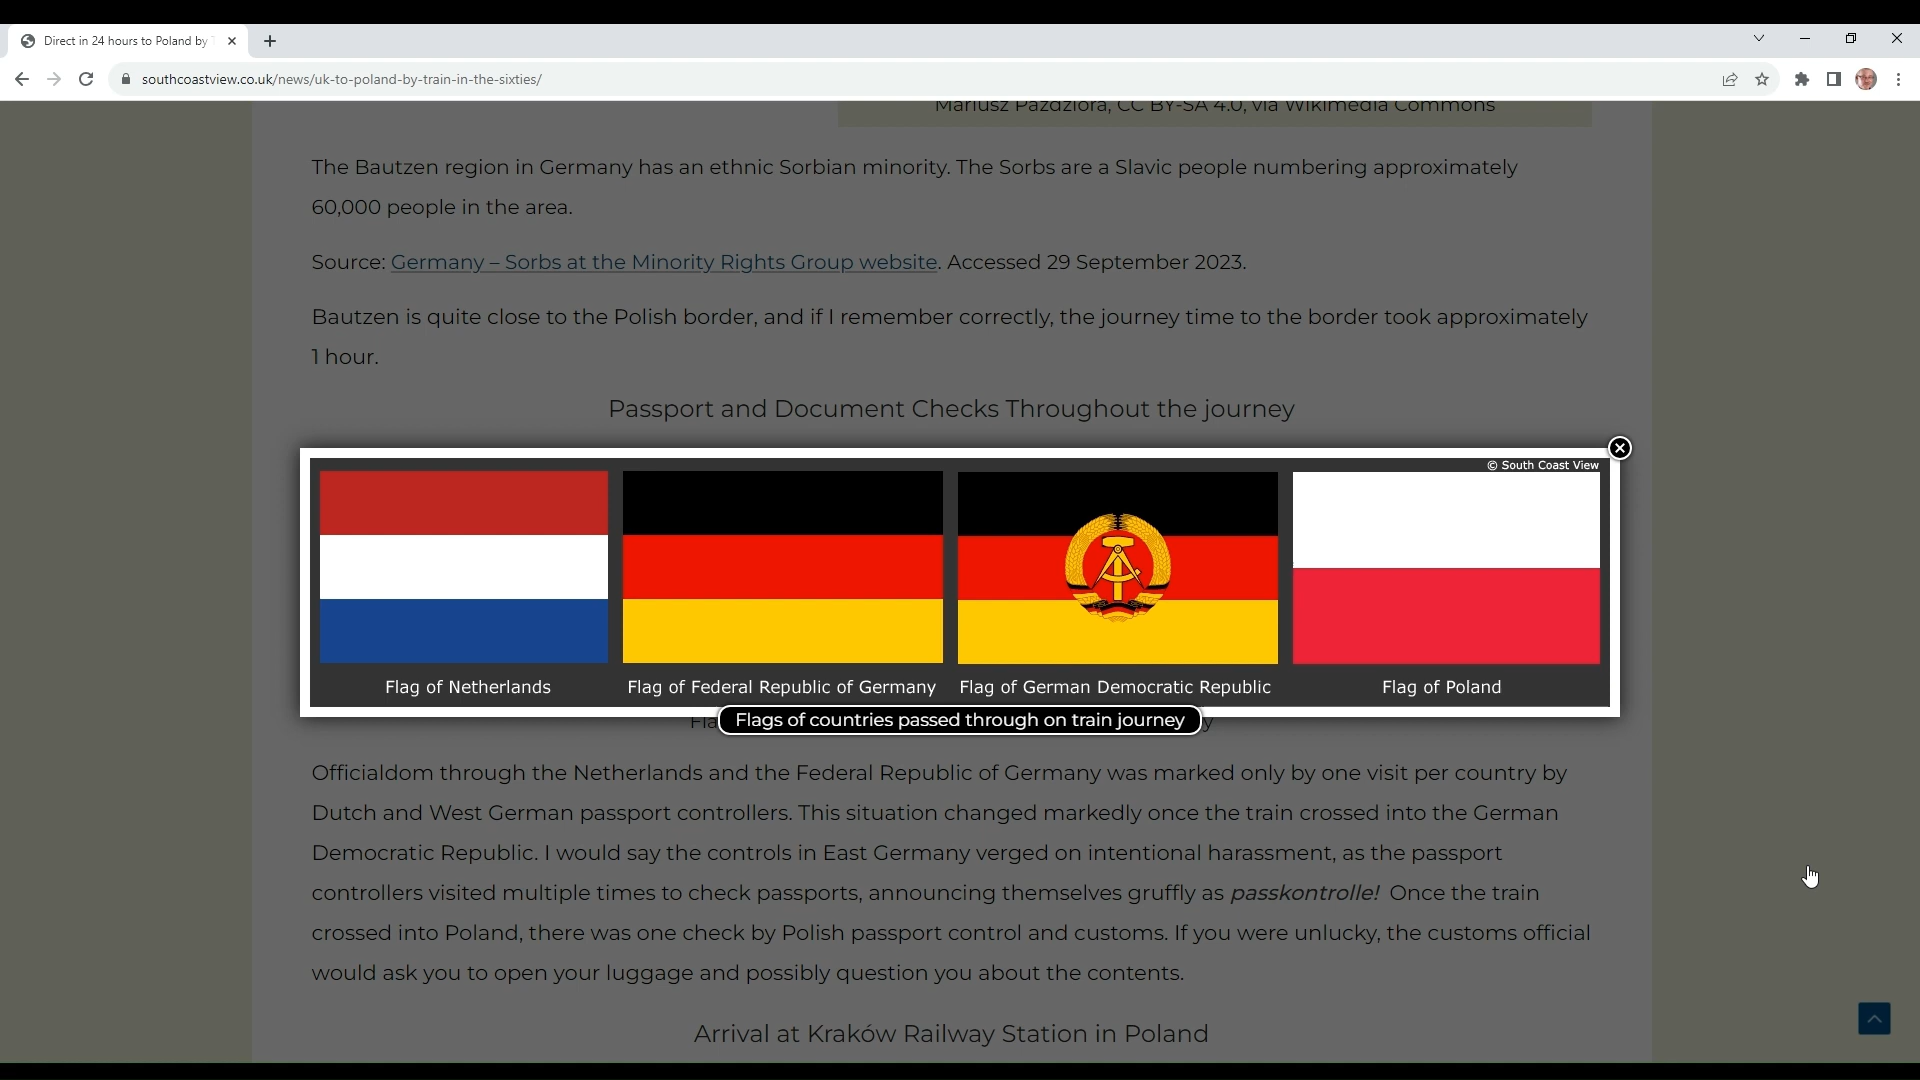 Direct in 24 hours to Poland by
southcoastview.co.uk/news/uk-to-poland-by-train-in-the-sixties/
Mariusz Paździora, CC BY-SA 4.0, via Wikimedia Commons
The Bautzen region in Germany has an ethnic Sorbian minority. The Sorbs are a Slavic people numbering approximately
60,000 people in the area.
Source: Germany – Sorbs at the Minority Rights Group website. Accessed 29 September 2023.
Bautzen is quite close to the Polish border, and if I remember correctly, the journey time to the border took approximately
1 hour.
Passport and Document Checks Throughout the journey
© South Coast View
Flag of Netherlands
Flag of Federal Republic of Germany
Flag of German Democratic Republic
Flag of Poland
Flags of countries passed through on train journey
Officialdom through the Netherlands and the Federal Republic of Germany was marked only by one visit per country by
Dutch and West German passport controllers. This situation changed markedly once the train crossed into the German
Democratic Republic. I would say the controls in East Germany verged on intentional harassment, as the passport
controllers visited multiple times to check passports, announcing themselves gruffly as passkontrolle! Once the train
crossed into Poland, there was one check by Polish passport control and customs. If you were unlucky, the customs official
would ask you to open your luggage and possibly question you about the contents.
Arrival at Kraków Railway Station in Poland